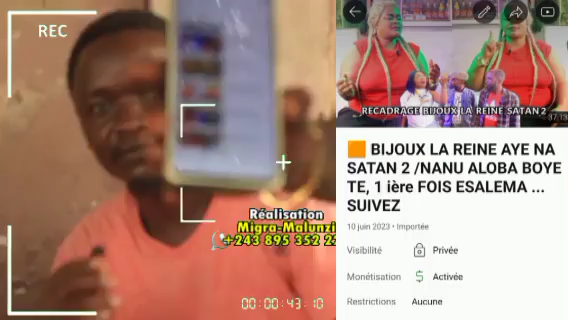 REC
Réalisation
Migra-Malunzi
+243 895 352 2
00:00:43:10
RECADRAGE BIJOUX LA REINE SATAN 2
37:13
🟧 BIJOUX LA REINE AYE NA
SATAN 2 /NANU ALOBA BOYE
TE, 1 ière FOIS ESALEMA ...
SUIVEZ
10 juin 2023 • Importée
Visibilité Privée
Monétisation Activée
Restrictions Aucune